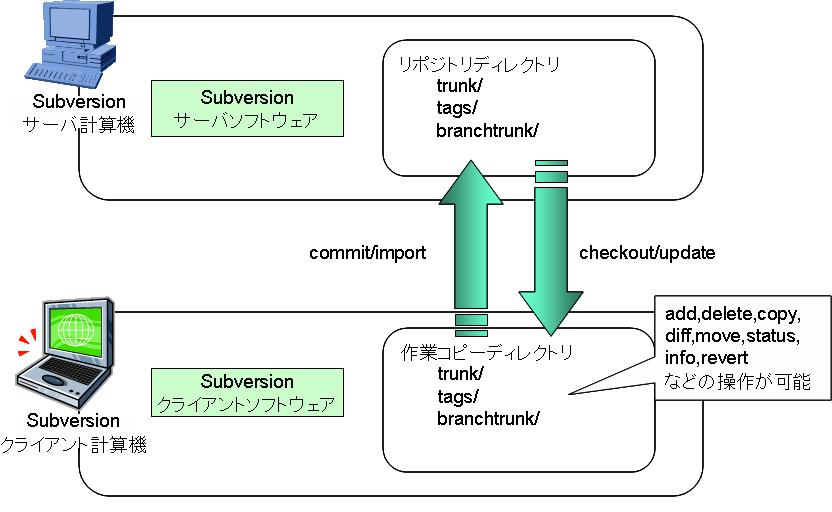 Subversion
サーバ計算機
Subversion
サーバソフトウェア
リポジトリディレクトリ
trunk/
tags/
branchtrunk/
commit/import
checkout/update
Subversion
クライアント計算機
Subversion
クライアントソフトウェア
作業コピーディレクトリ
trunk/
tags/
branchtrunk/
add,delete,copy,
diff,move,status,
info,revert
などの操作が可能